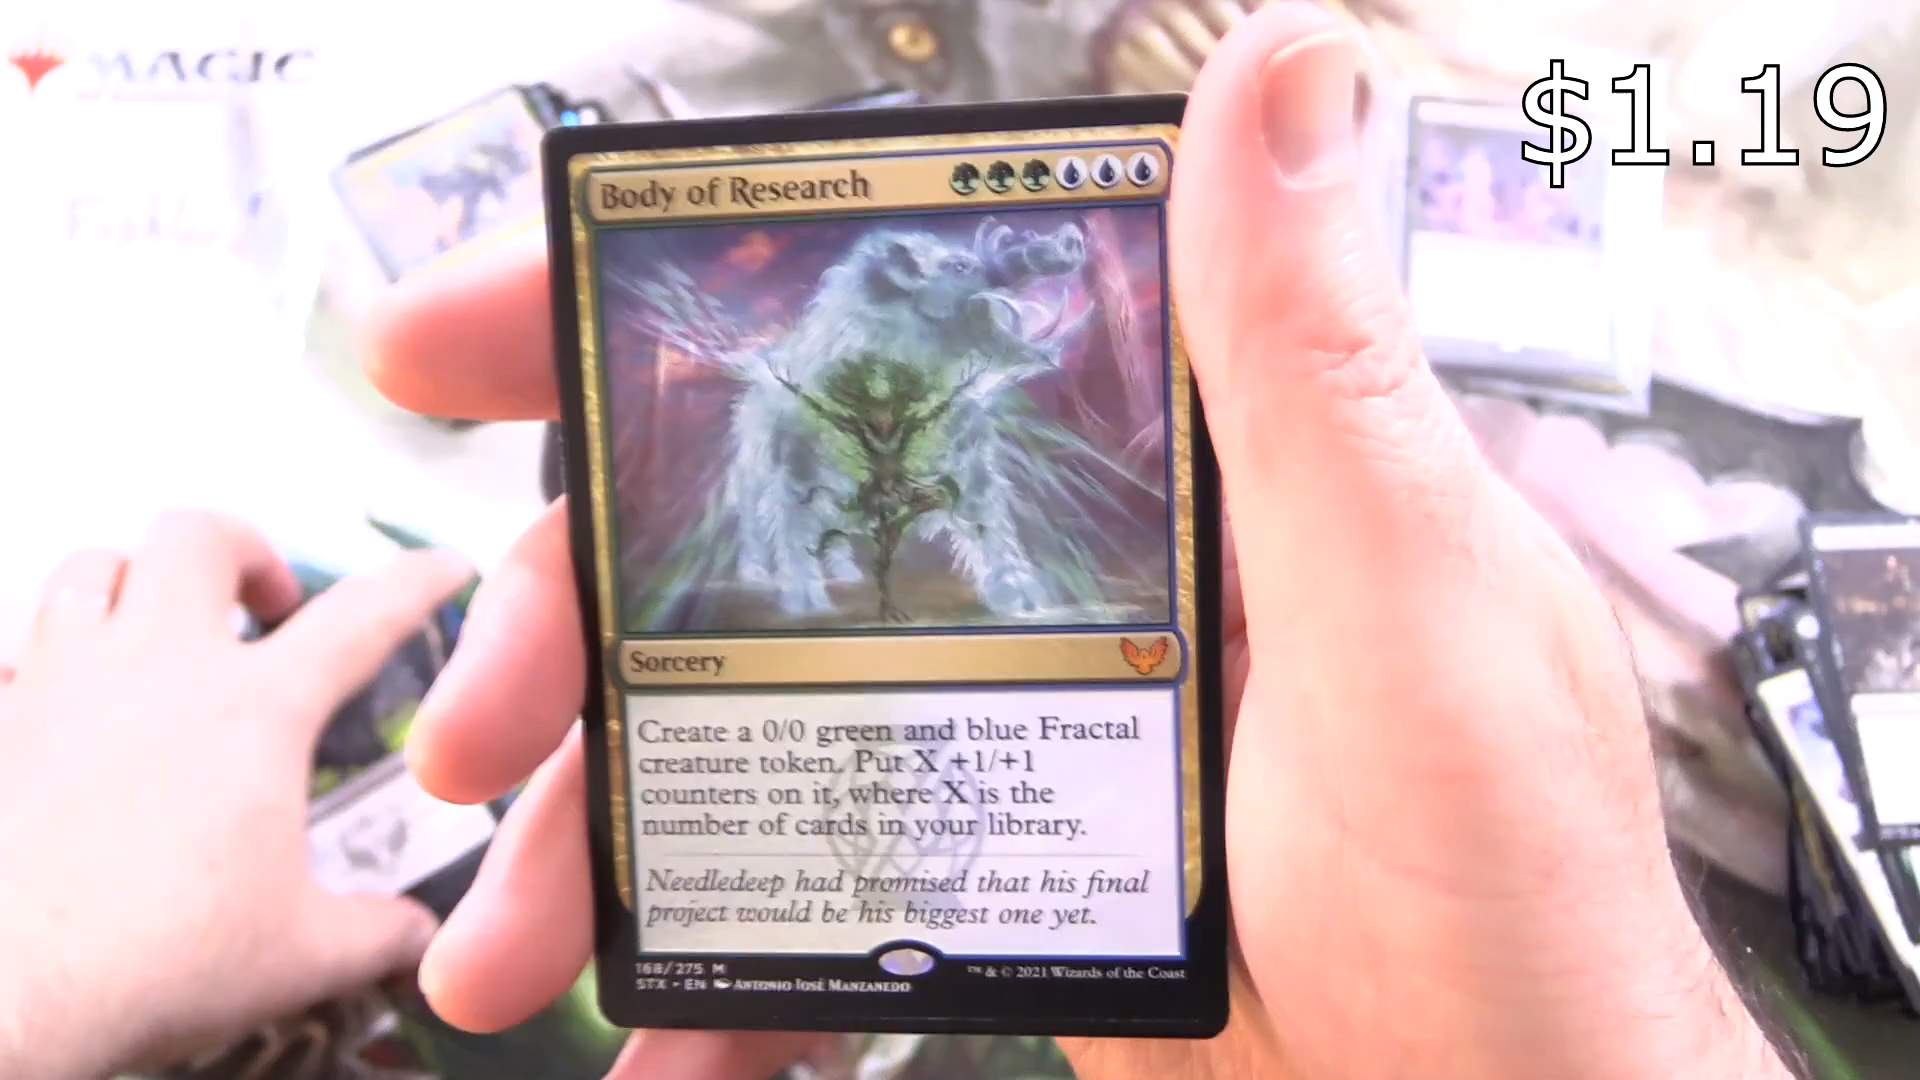 MAGIC
$1.19
Body of Research
Sorcery
Create a 0/0 green and blue Fractal
creature token. Put X +1/+1
counters on it, where X is the
number of cards in your library.
Needledeep had promised that his final
project would be his biggest one yet.
168/275 M
STX • EN Antonio José Manzanedo
™ & © 2021 Wizards of the Coast